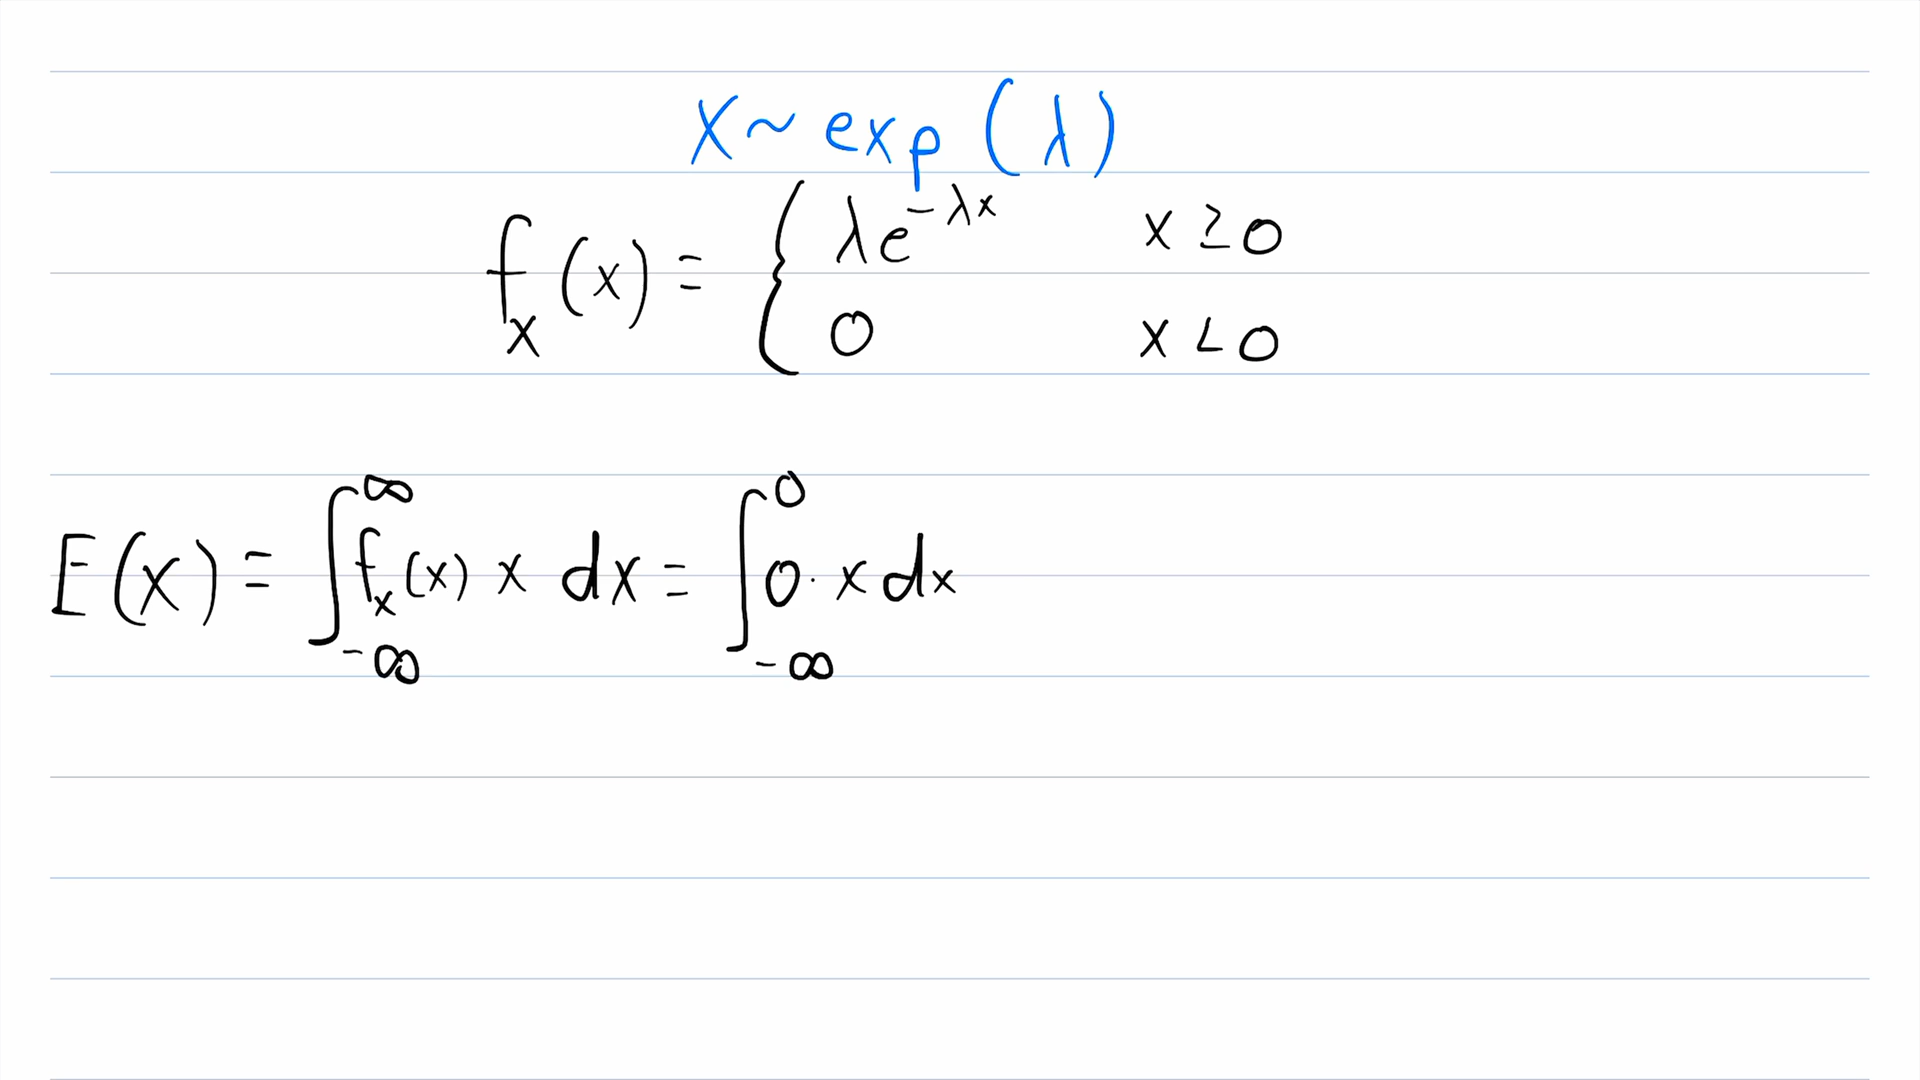 X ~ exp (λ)
f_x (x) = { λe^{-λx} x ≥ 0
0 x < 0
E(x) = ∫_{-∞}^{∞} f_x (x) x dx = ∫_{-∞}^{0} 0 · x dx